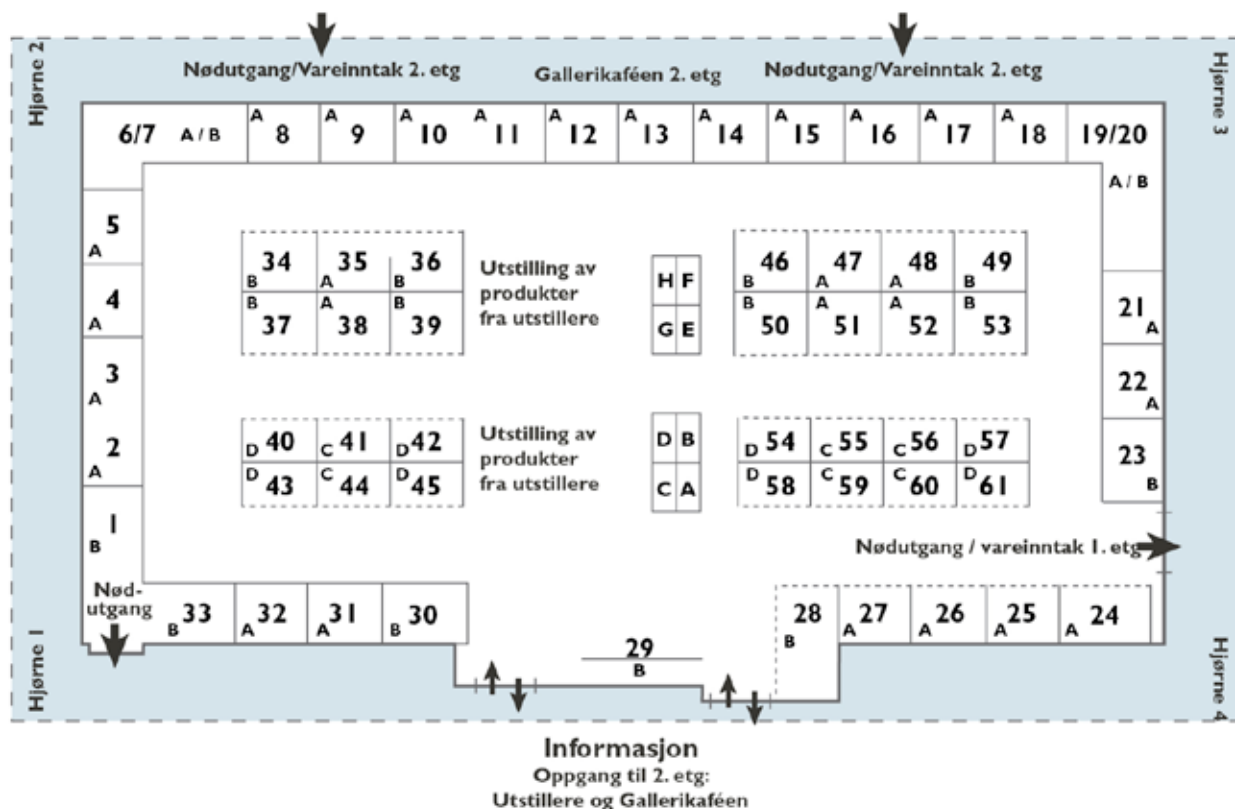 Hjørne 2
Nødutgang/Vareinntak 2. etg
Gallerikaféen 2. etg
Nødutgang/Vareinntak 2. etg
Hjørne 3
6/7 A / B
A 8
A 9
A 10
A 11
A 12
A 13
A 14
A 15
A 16
A 17
A 18
19/20
A / B
5
A
4
A
3
A
2
A
1
B
34
B
35
A
36
B
B
37
A
38
B
39
Utstilling av
produkter
fra utstillere
H F
G E
46
B
47
A
48
A
49
B
B
50
A
51
A
52
B
53
21
A
22
A
23
B
D 40
C 41
D 42
D
43
C
44
D
45
Utstilling av
produkter
fra utstillere
D B
C A
D 54
C 55
C 56
D 57
D
58
C
59
C
60
D
61
Nødutgang / vareinntak 1. etg
Nød-
utgang
33
B
32
A
31
A
30
B
29
B
28
B
27
A
26
A
25
A
24
A
Hjørne 1
Hjørne 4
Informasjon
Oppgang til 2. etg:
Utstillere og Gallerikaféen